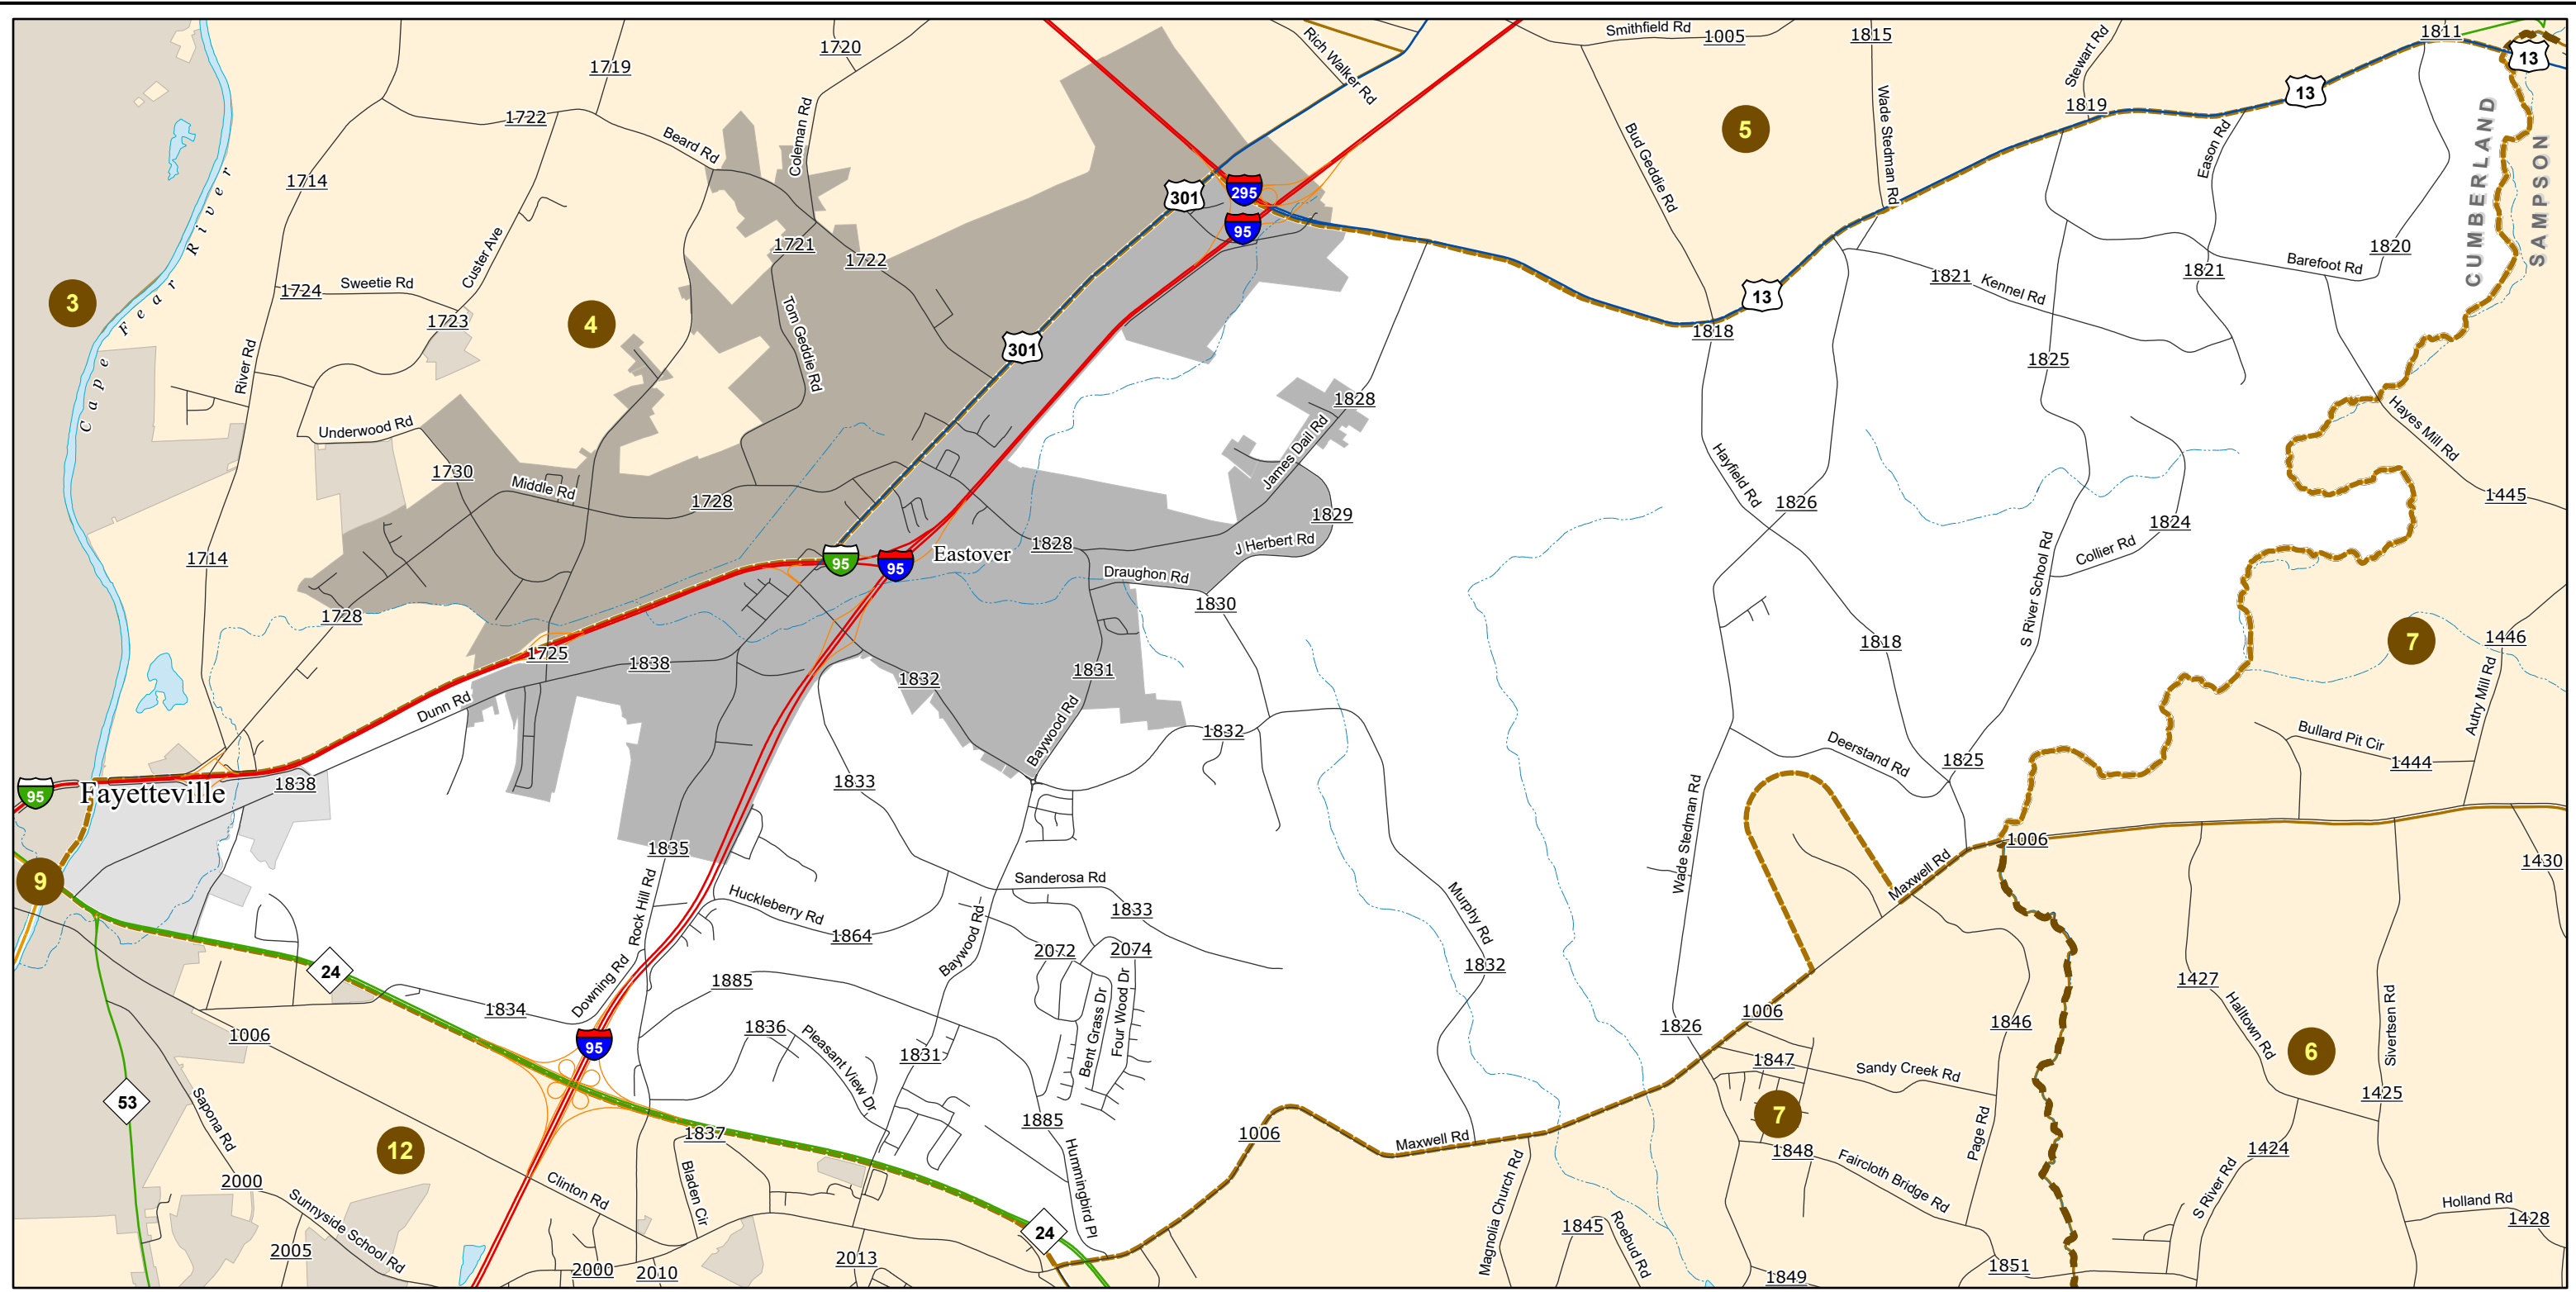 Smithfield Rd
1005
1815
1811
1720
Rich Walker Rd
Stewart Rd
13
1719
13
1819
1722
Beard Rd
Coleman Rd
5
Bud Geddie Rd
Wade Stedman Rd
Eason Rd
CUMBERLAND
SAMPSON
1714
301
295
95
Cape Fear River
Custer Ave
1721
1722
1820
Barefoot Rd
1724
Sweetie Rd
1821
Kennel Rd
1821
3
4
1723
13
1818
Tom Geddie Rd
301
River Rd
1825
1828
Hayes Mill Rd
Underwood Rd
James Dail Rd
Hayfield Rd
1730
Middle Rd
1728
1826
1445
1829
1824
1714
95
95
Eastover
1828
J Herbert Rd
Collier Rd
S River School Rd
Draughon Rd
1830
1728
1725
1838
1818
7
1446
1832
1831
Autry Mill Rd
Dunn Rd
Baywood Rd
1832
Bullard Pit Cir
1444
Deerstand Rd
1825
95
Fayetteville
1838
1833
Wade Stedman Rd
1835
1006
Maxwell Rd
1430
9
Sanderosa Rd
Huckleberry Rd
1833
Murphy Rd
Rock Hill Rd
1864
Baywood Rd
2072
2074
24
Downing Rd
1885
1832
1427
1834
Bent Grass Dr
Four Wood Dr
1006
Halltown Rd
Sivertsen Rd
1006
1836
Pleasant View Dr
1826
1846
95
1831
6
1847
Sandy Creek Rd
53
Sapona Rd
1425
1885
7
12
1837
1006
Maxwell Rd
Page Rd
1848
Faircloth Bridge Rd
1424
2000
Bladen Cir
Hummingbird Pl
Magnolia Church Rd
S River Rd
Clinton Rd
Sunnyside School Rd
Holland Rd
1428
24
1845
Roebud Rd
2005
2000
2010
2013
1849
1851